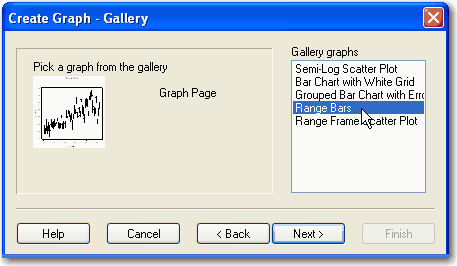 Create Graph - Gallery
Pick a graph from the gallery
Graph Page
Gallery graphs
Semi-Log Scatter Plot
Bar Chart with White Grid
Grouped Bar Chart with Erro
Range Bars
Range Frame Scatter Plot
Help
Cancel
< Back
Next >
Finish